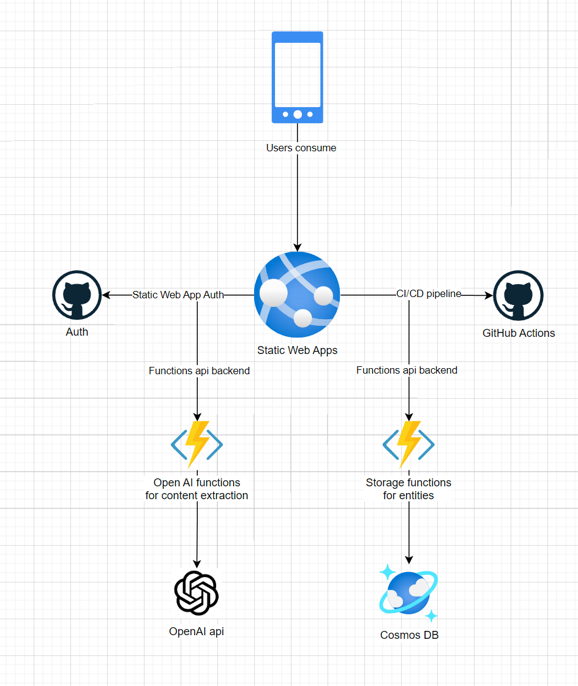 Users consume
Static Web App Auth
CI/CD pipeline
Auth
GitHub Actions
Static Web Apps
Functions api backend
Functions api backend
Open AI functions
for content extraction
Storage functions
for entities
OpenAI api
Cosmos DB